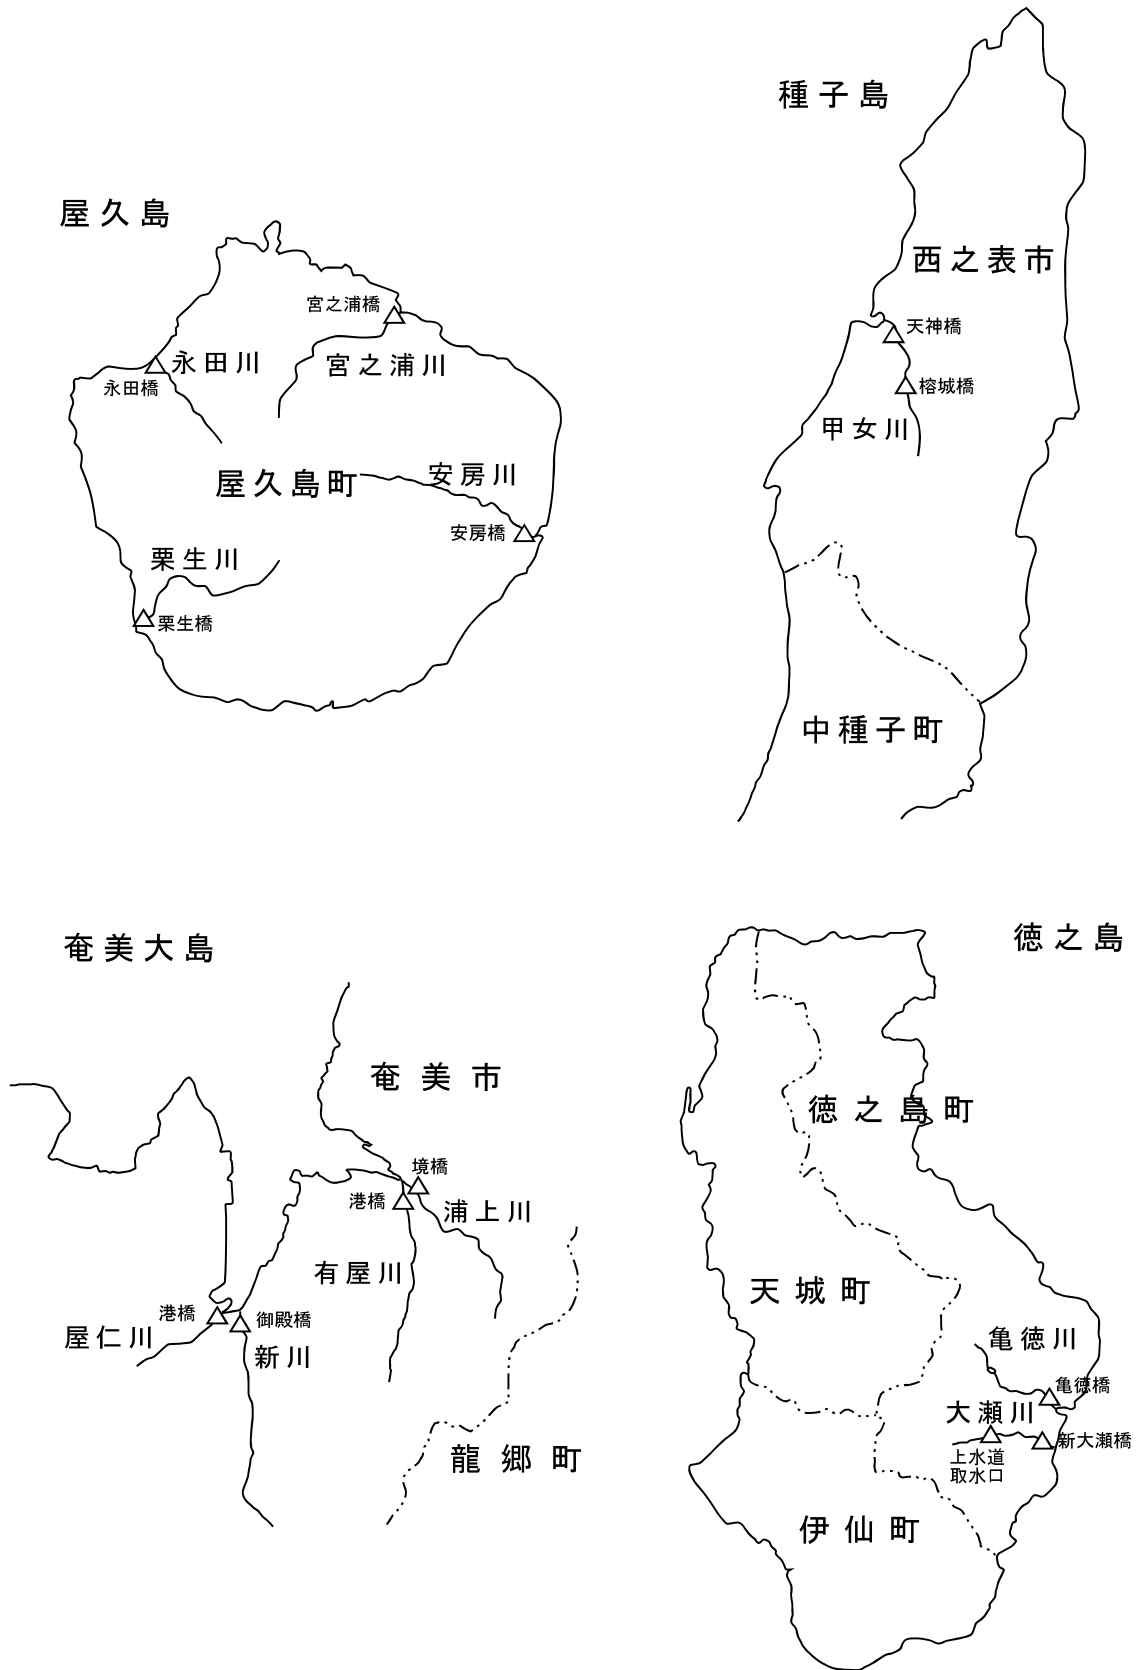 屋久島
宮之浦橋
永田川
宮之浦川
永田橋
屋久島町
安房川
安房橋
栗生川
栗生橋
種子島
西之表市
天神橋
榕城橋
甲女川
中種子町
奄美大島
奄美市
境橋
港橋
浦上川
有屋川
港橋
御殿橋
屋仁川
新川
龍郷町
徳之島
徳之島町
天城町
亀徳川
亀徳橋
大瀬川
新大瀬橋
上水道
取水口
伊仙町